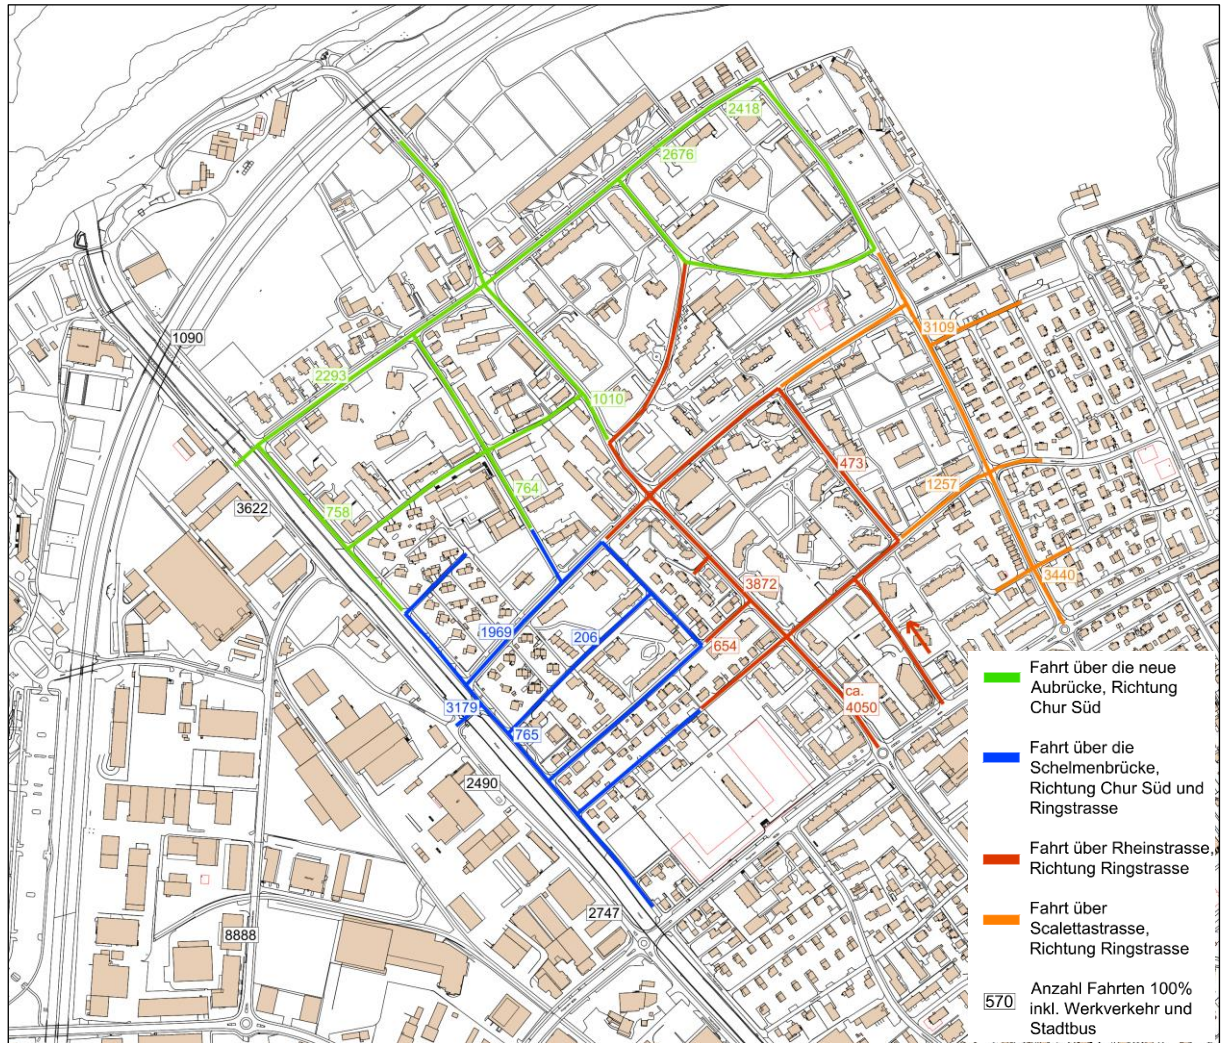 2418
2676
1090
3109
2293
1010
473
1257
764
3622
758
3440
3872
1969
206
654
ca.
4050
3179
765
2490
2747
8888
Fahrt über die neue
Aubrücke, Richtung
Chur Süd
Fahrt über die
Schelmenbrücke,
Richtung Chur Süd und
Ringstrasse
Fahrt über Rheinstrasse,
Richtung Ringstrasse
Fahrt über
Scalettastrasse,
Richtung Ringstrasse
570
Anzahl Fahrten 100%
inkl. Werkverkehr und
Stadtbus